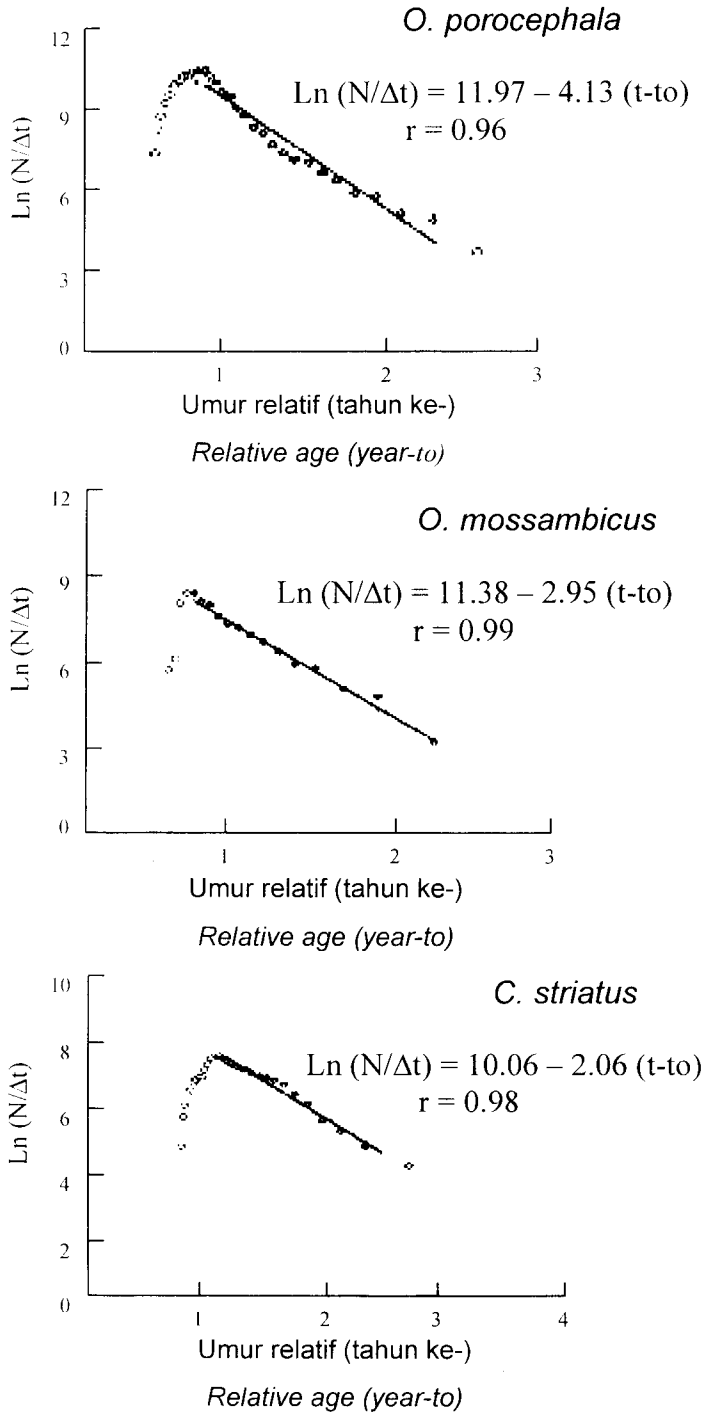 O. porocephala
12
9
6
3
0
Ln (N/Δt)
Ln (N/Δt) = 11.97 – 4.13 (t-to)
r = 0.96
1 2 3
Umur relatif (tahun ke-)
Relative age (year-to)
O. mossambicus
12
9
6
3
0
Ln (N/Δt)
Ln (N/Δt) = 11.38 – 2.95 (t-to)
r = 0.99
1 2 3
Umur relatif (tahun ke-)
Relative age (year-to)
C. striatus
10
8
6
4
2
0
Ln (N/Δt)
Ln (N/Δt) = 10.06 – 2.06 (t-to)
r = 0.98
1 2 3 4
Umur relatif (tahun ke-)
Relative age (year-to)